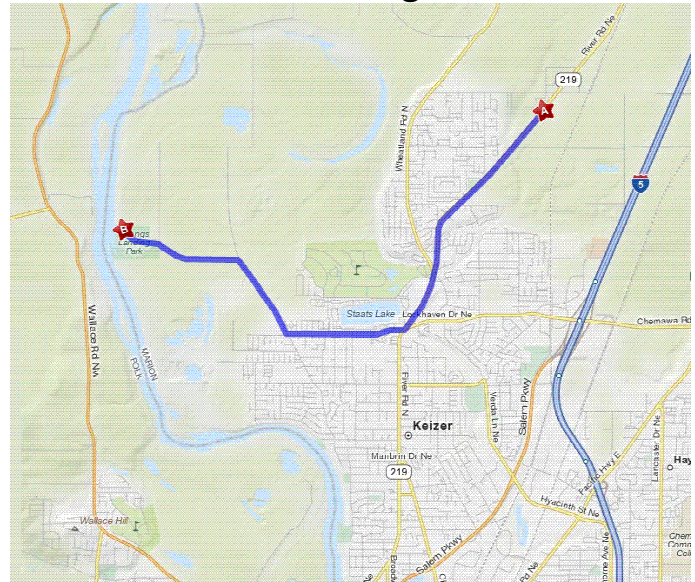 River Rd Ne
219
A
Wheatland Rd N
5
B
Landing
Park
Staats Lake
Lockhaven Dr Ne
Chemawa Rd
Wallace Rd Nw
MARION
POLK
River Rd N
Verda Ln Ne
Salem Pkwy
Keizer
Manbrin Dr Ne
219
Lancaster Dr Ne
Pacific Hwy E
Hay
Hyacinth St Ne
Wallace Hill
Salem Pkwy